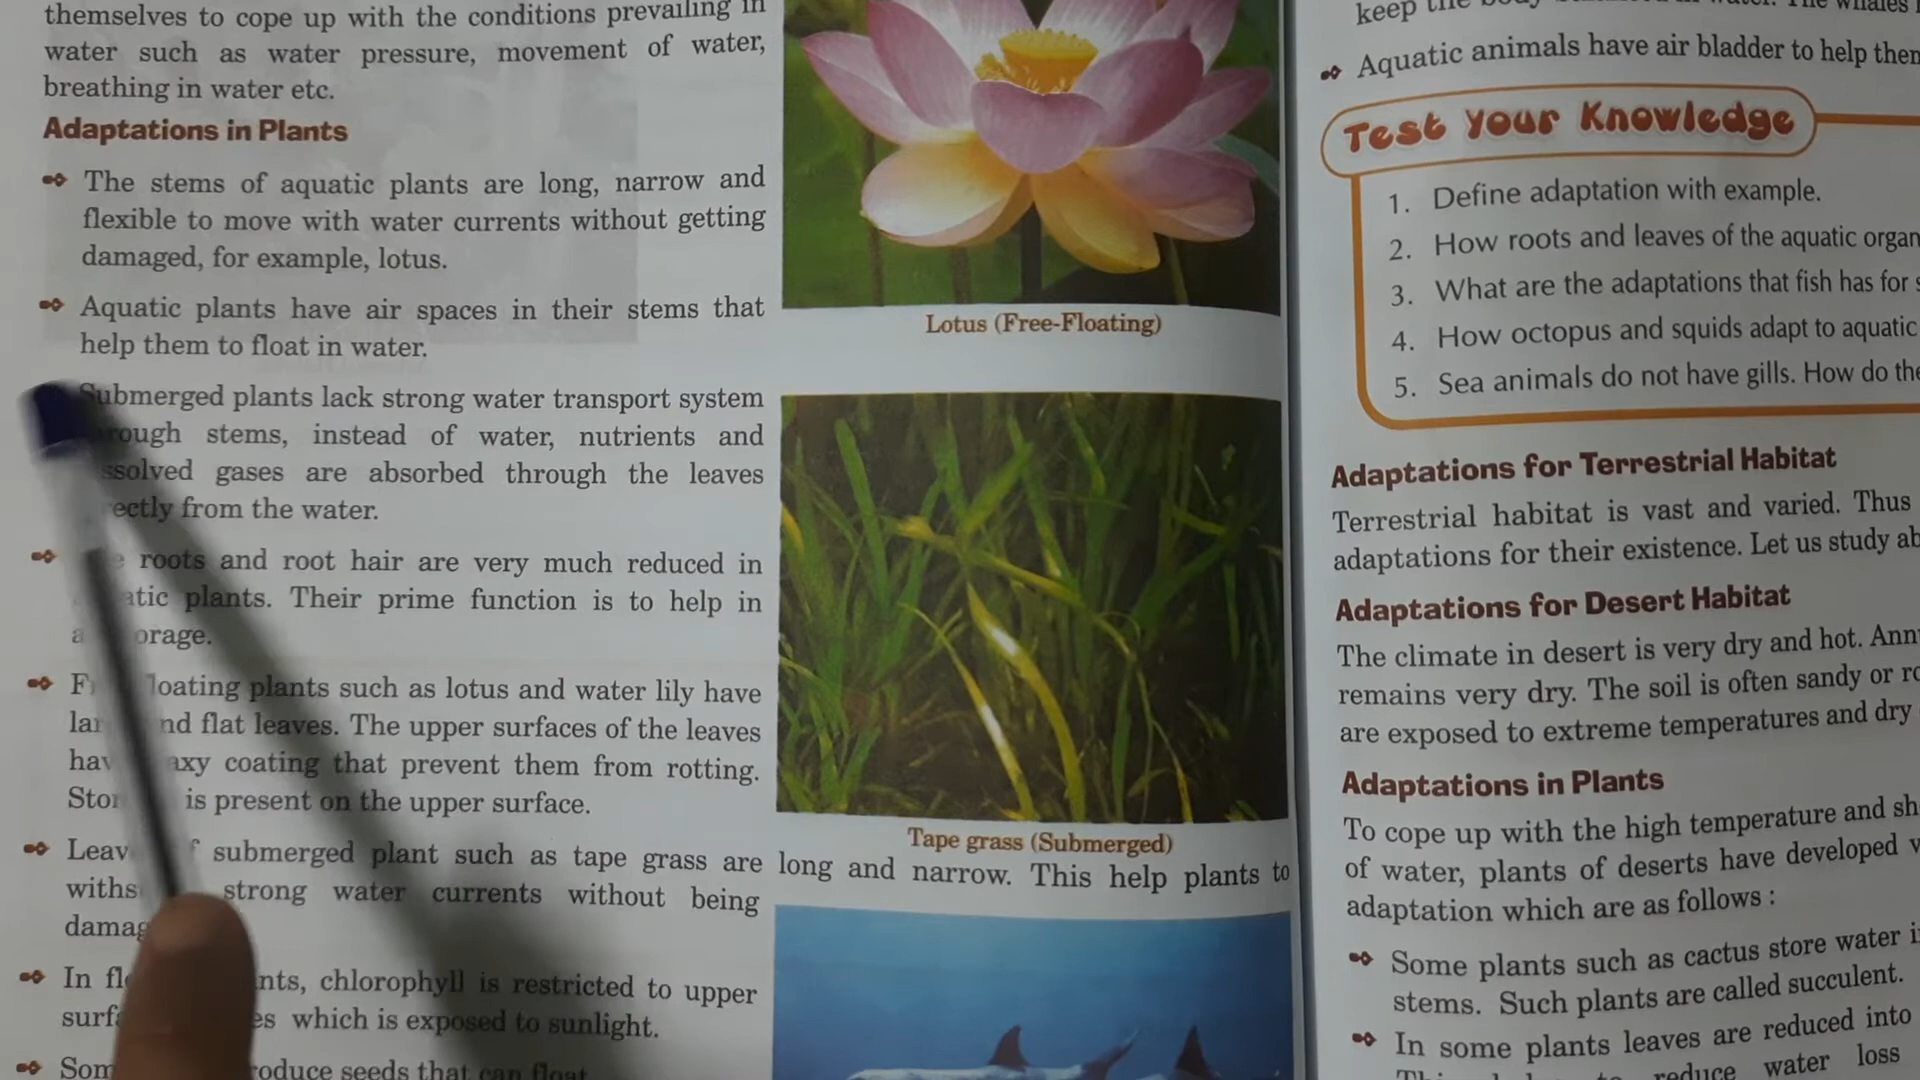 themselves to cope up with the conditions prevailing in
water such as water pressure, movement of water,
breathing in water etc.
Adaptations in Plants
The stems of aquatic plants are long, narrow and
flexible to move with water currents without getting
damaged, for example, lotus.
Aquatic plants have air spaces in their stems that
help them to float in water.
Submerged plants lack strong water transport system
stems, instead of water, nutrients and
gases are absorbed through the leaves
from the water.
roots and root hair are very much reduced in
plants. Their prime function is to help in
floating plants such as lotus and water lily have
flat leaves. The upper surfaces of the leaves
coating that prevent them from rotting.
is present on the upper surface.
submerged plant such as tape grass are long and narrow. This help plants to
strong water currents without being
In chlorophyll is restricted to upper
which is exposed to sunlight.
seeds that can float
Lotus (Free-Floating)
Tape grass (Submerged)
keep the body
Aquatic animals have air bladder to help
Test your Knowledge
1. Define adaptation with example.
2. How roots and leaves of the aquatic
3. What are the adaptations that fish has for
4. How octopus and squids adapt to aquatic
5. Sea animals do not have gills. How do
Adaptations for Terrestrial Habitat
Terrestrial habitat is vast and varied. Thus
adaptations for their existence. Let us study
Adaptations for Desert Habitat
The climate in desert is very dry and hot.
remains very dry. The soil is often sandy or
are exposed to extreme temperatures and dry
Adaptations in Plants
To cope up with the high temperature and
of water, plants of deserts have developed
adaptation which are as follows :
Some plants such as cactus store water
stems. Such plants are called succulent.
In some plants leaves are reduced into
reduce water loss